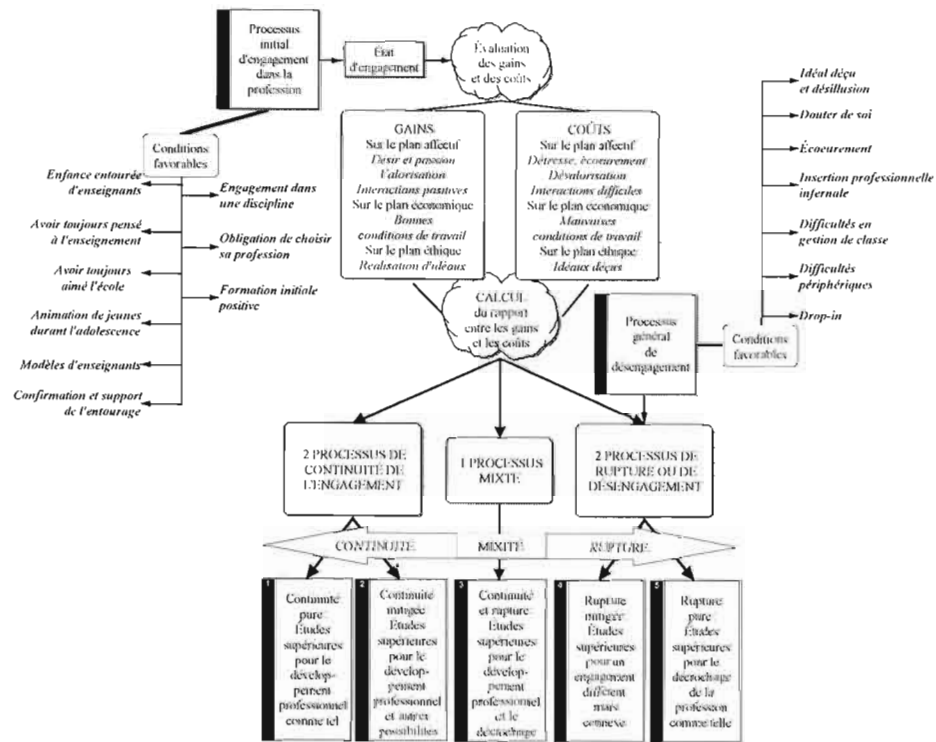 Processus
initial
d'engagement
dans la
profession
État
d'engagement
Évaluation
des gains
et des coûts
Conditions
favorables
Enfance entourée
d'enseignants
Engagement dans
une discipline
Avoir toujours pensé
à l'enseignement
Obligation de choisir
sa profession
Avoir toujours
aimé l'école
Formation initiale
positive
Animation de jeunes
durant l'adolescence
Modèles d'enseignants
Confirmation et support
de l'entourage
GAINS
Sur le plan affectif
Désir et passion
Valorisation
Interactions positives
Sur le plan économique
Bonnes
conditions de travail
Sur le plan éthique
Realisation d'idéaux
COÛTS
Sur le plan affectif
Détresse, écourement
Dévalorisation
Interactions difficiles
Sur le plan économique
Mauvaises
conditions de travail
Sur le plan éthique
Idéaux déçus
CALCUL
du rapport
entre les gains
et les coûts
Idéal déçu
et désillusion
Douter de soi
Écoeurement
Insertion professionnelle
infernale
Difficultés en
gestion de classe
Difficultés
périphériques
Drop-in
Processus
général
de
désengagement
Conditions
favorables
2 PROCESSUS DE
CONTINUITÉ DE
L'ENGAGEMENT
1 PROCESSUS
MIXTE
2 PROCESSUS DE
RUPTURE OU DE
DÉSENGAGEMENT
CONTINUITÉ
MIXITÉ
RUPTURE
1
Continuité
pure
Études
supérieures
pour le
dévelop-
pement
professionnel
comme tel
2
Continuité
mitigée
Études
supérieures
pour le
dévelop-
pement
professionnel
et autres
possibilités
3
Continuité
et rupture
Études
supérieures
pour le
dévelop-
pement
professionnel
et le
décrochage
4
Rupture
mitigée
Études
supérieures
pour un
engagement
différent
mais
connexe
5
Rupture
pure
Études
supérieures
pour le
décrochage
de la
profession
comme telle